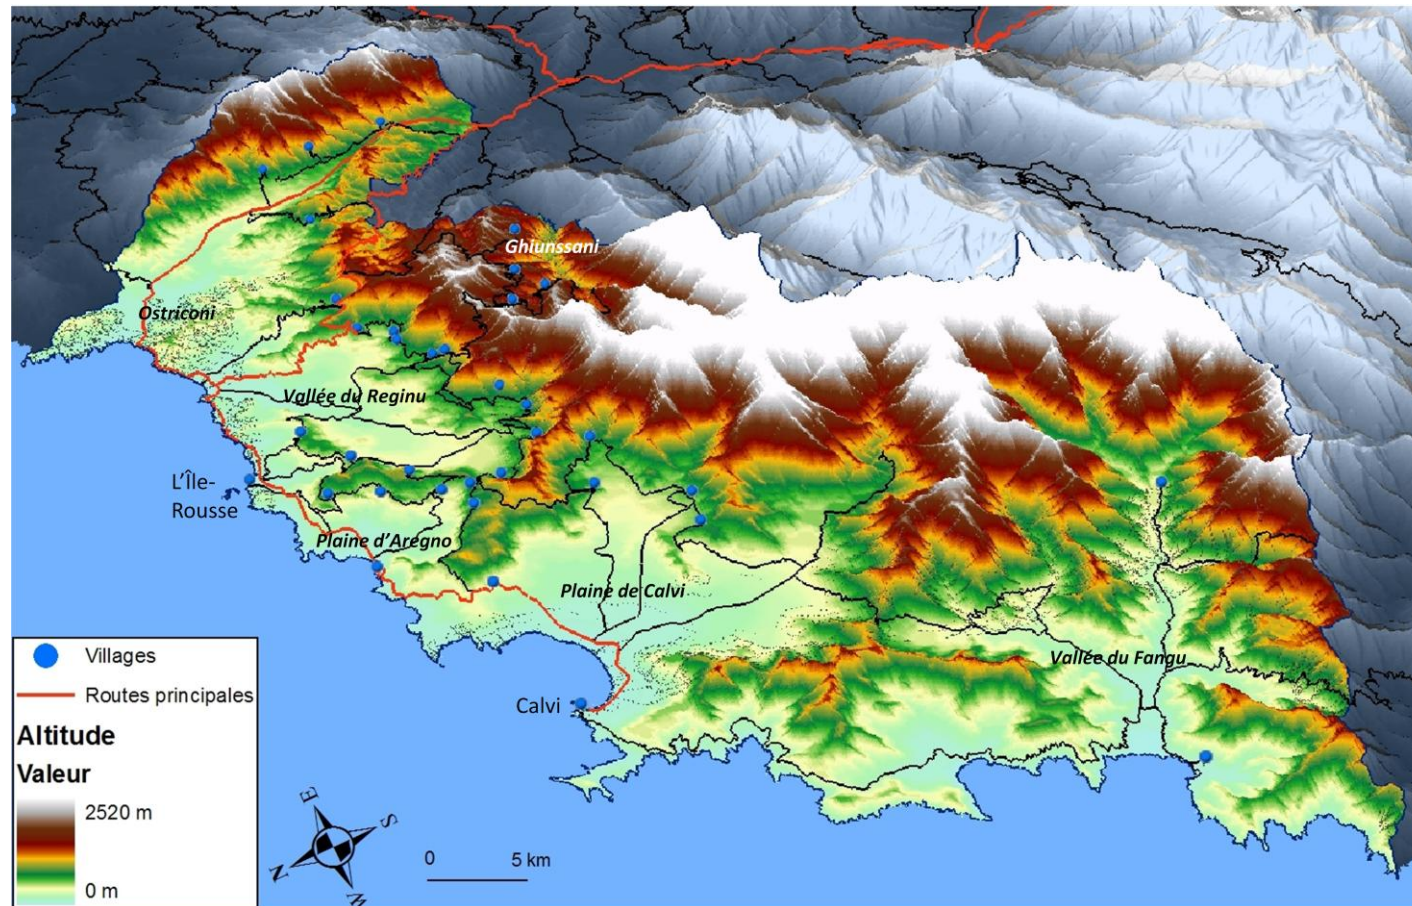 Ghiunssani
Ostriconi
Vallée du Reginu
L'Île-
Rousse
Plaine d'Aregno
Plaine de Calvi
Vallée du Fangu
Calvi
Villages
Routes principales
Altitude
Valeur
2520 m
0 m
E
S
N
W
0 5 km